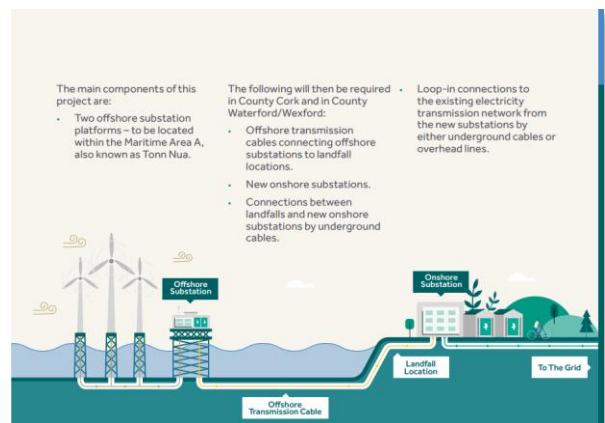 The main components of this
project are:
• Two offshore substation
platforms – to be located
within the Maritime Area A,
also known as Tonn Nua.
The following will then be required
in County Cork and in County
Waterford/Wexford:
• Offshore transmission
cables connecting offshore
substations to landfall
locations.
• New onshore substations.
• Connections between
landfalls and new onshore
substations by underground
cables.
• Loop-in connections to
the existing electricity
transmission network from
the new substations by
either underground cables or
overhead lines.
Offshore
Substation
Onshore
Substation
Landfall
Location
To The Grid
Offshore
Transmission Cable